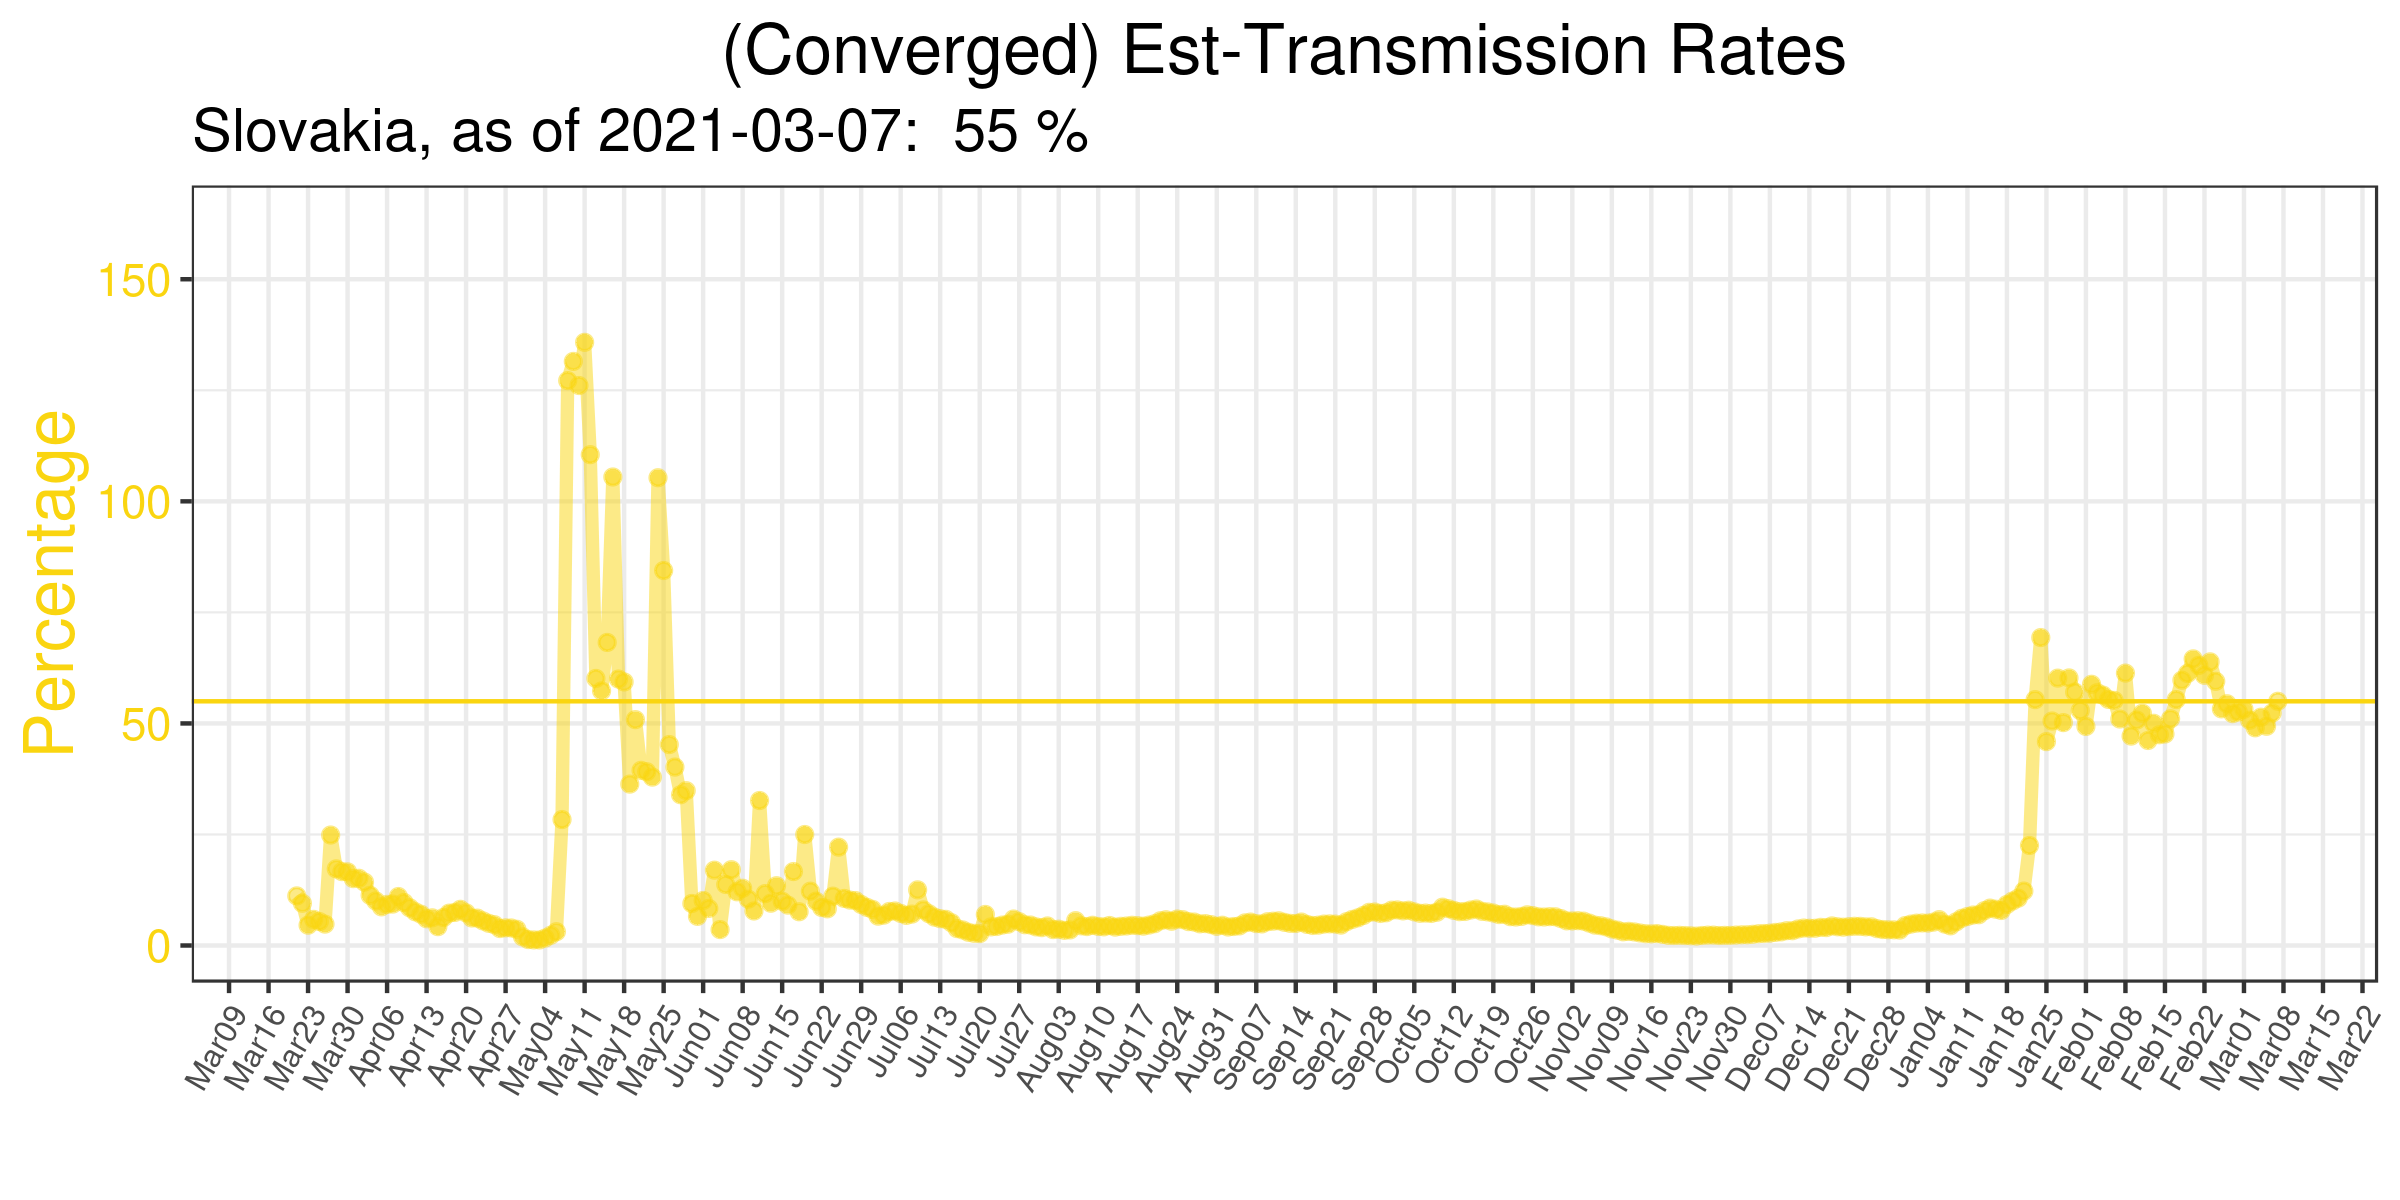 (Converged) Est-Transmission Rates
Slovakia, as of 2021-03-07:  55 %
Percentage
150
100
50
0
Mar09
Mar16
Mar23
Mar30
Apr06
Apr13
Apr20
Apr27
May04
May11
May18
May25
Jun01
Jun08
Jun15
Jun22
Jun29
Jul06
Jul13
Jul20
Jul27
Aug03
Aug10
Aug17
Aug24
Aug31
Sep07
Sep14
Sep21
Sep28
Oct05
Oct12
Oct19
Oct26
Nov02
Nov09
Nov16
Nov23
Nov30
Dec07
Dec14
Dec21
Dec28
Jan04
Jan11
Jan18
Jan25
Feb01
Feb08
Feb15
Feb22
Mar01
Mar08
Mar15
Mar22